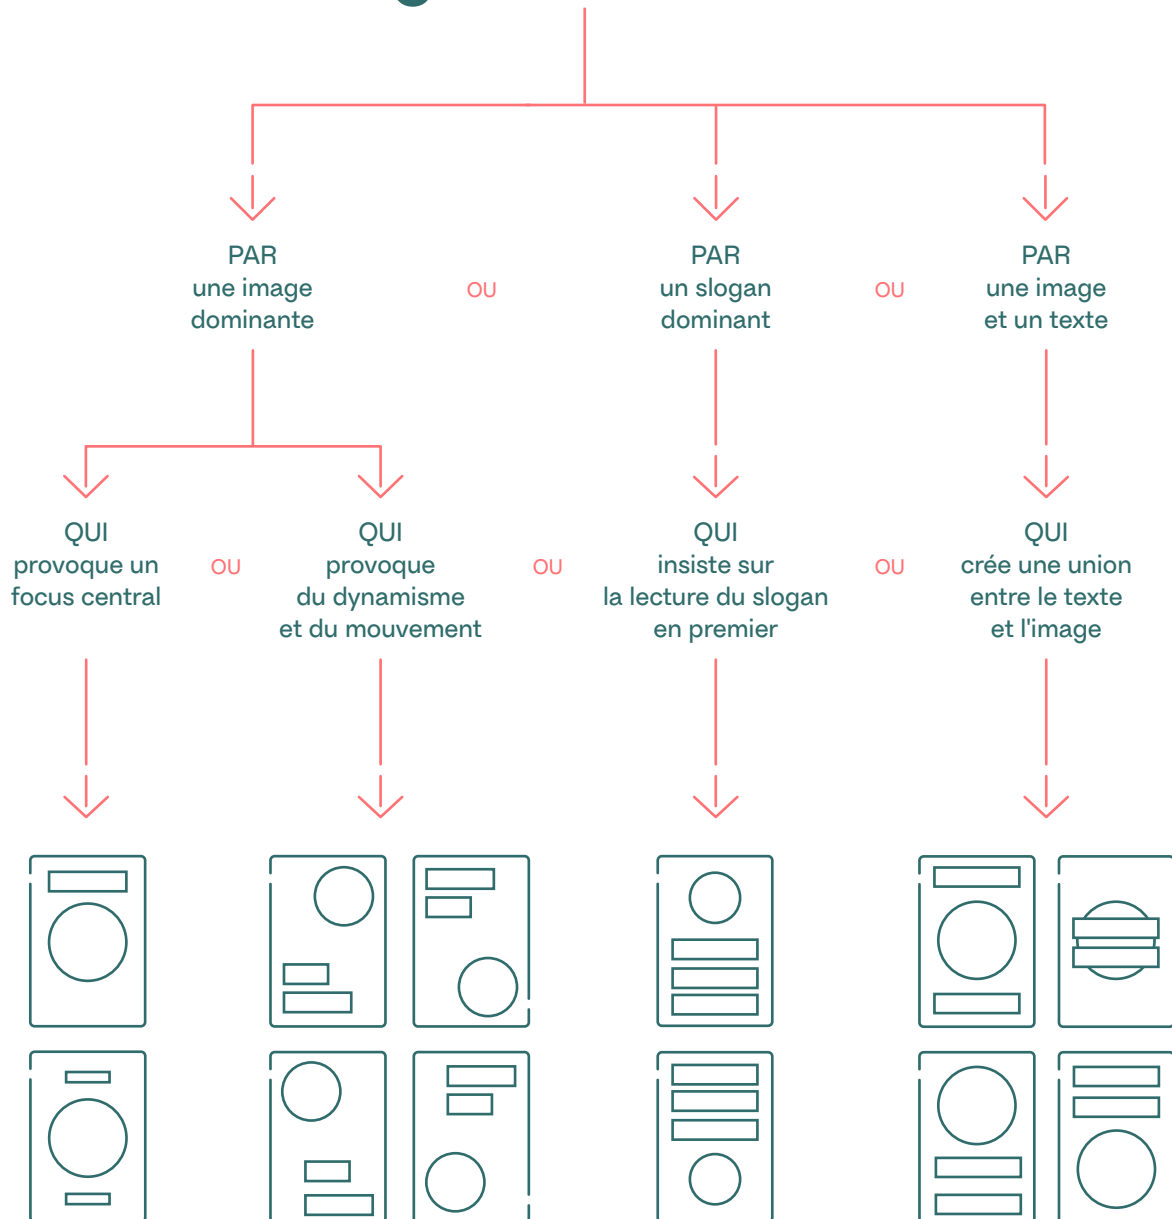 PAR
une image
dominante
OU
PAR
un slogan
dominant
OU
PAR
une image
et un texte
QUI
provoque un
focus central
OU
QUI
provoque
du dynamisme
et du mouvement
OU
QUI
insiste sur
la lecture du slogan
en premier
OU
QUI
crée une union
entre le texte
et l'image